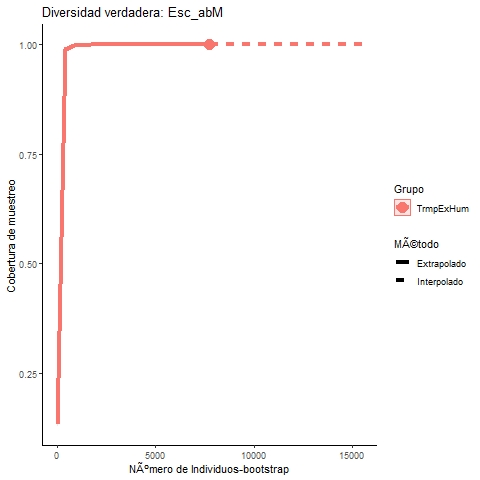 Diversidad verdadera: Esc_abM
1.00
0.75
0.50
0.25
Cobertura de muestreo
0
5000
10000
15000
NÃºmero de Individuos-bootstrap
Grupo
TrmpExHum
MÃ©todo
Extrapolado
Interpolado